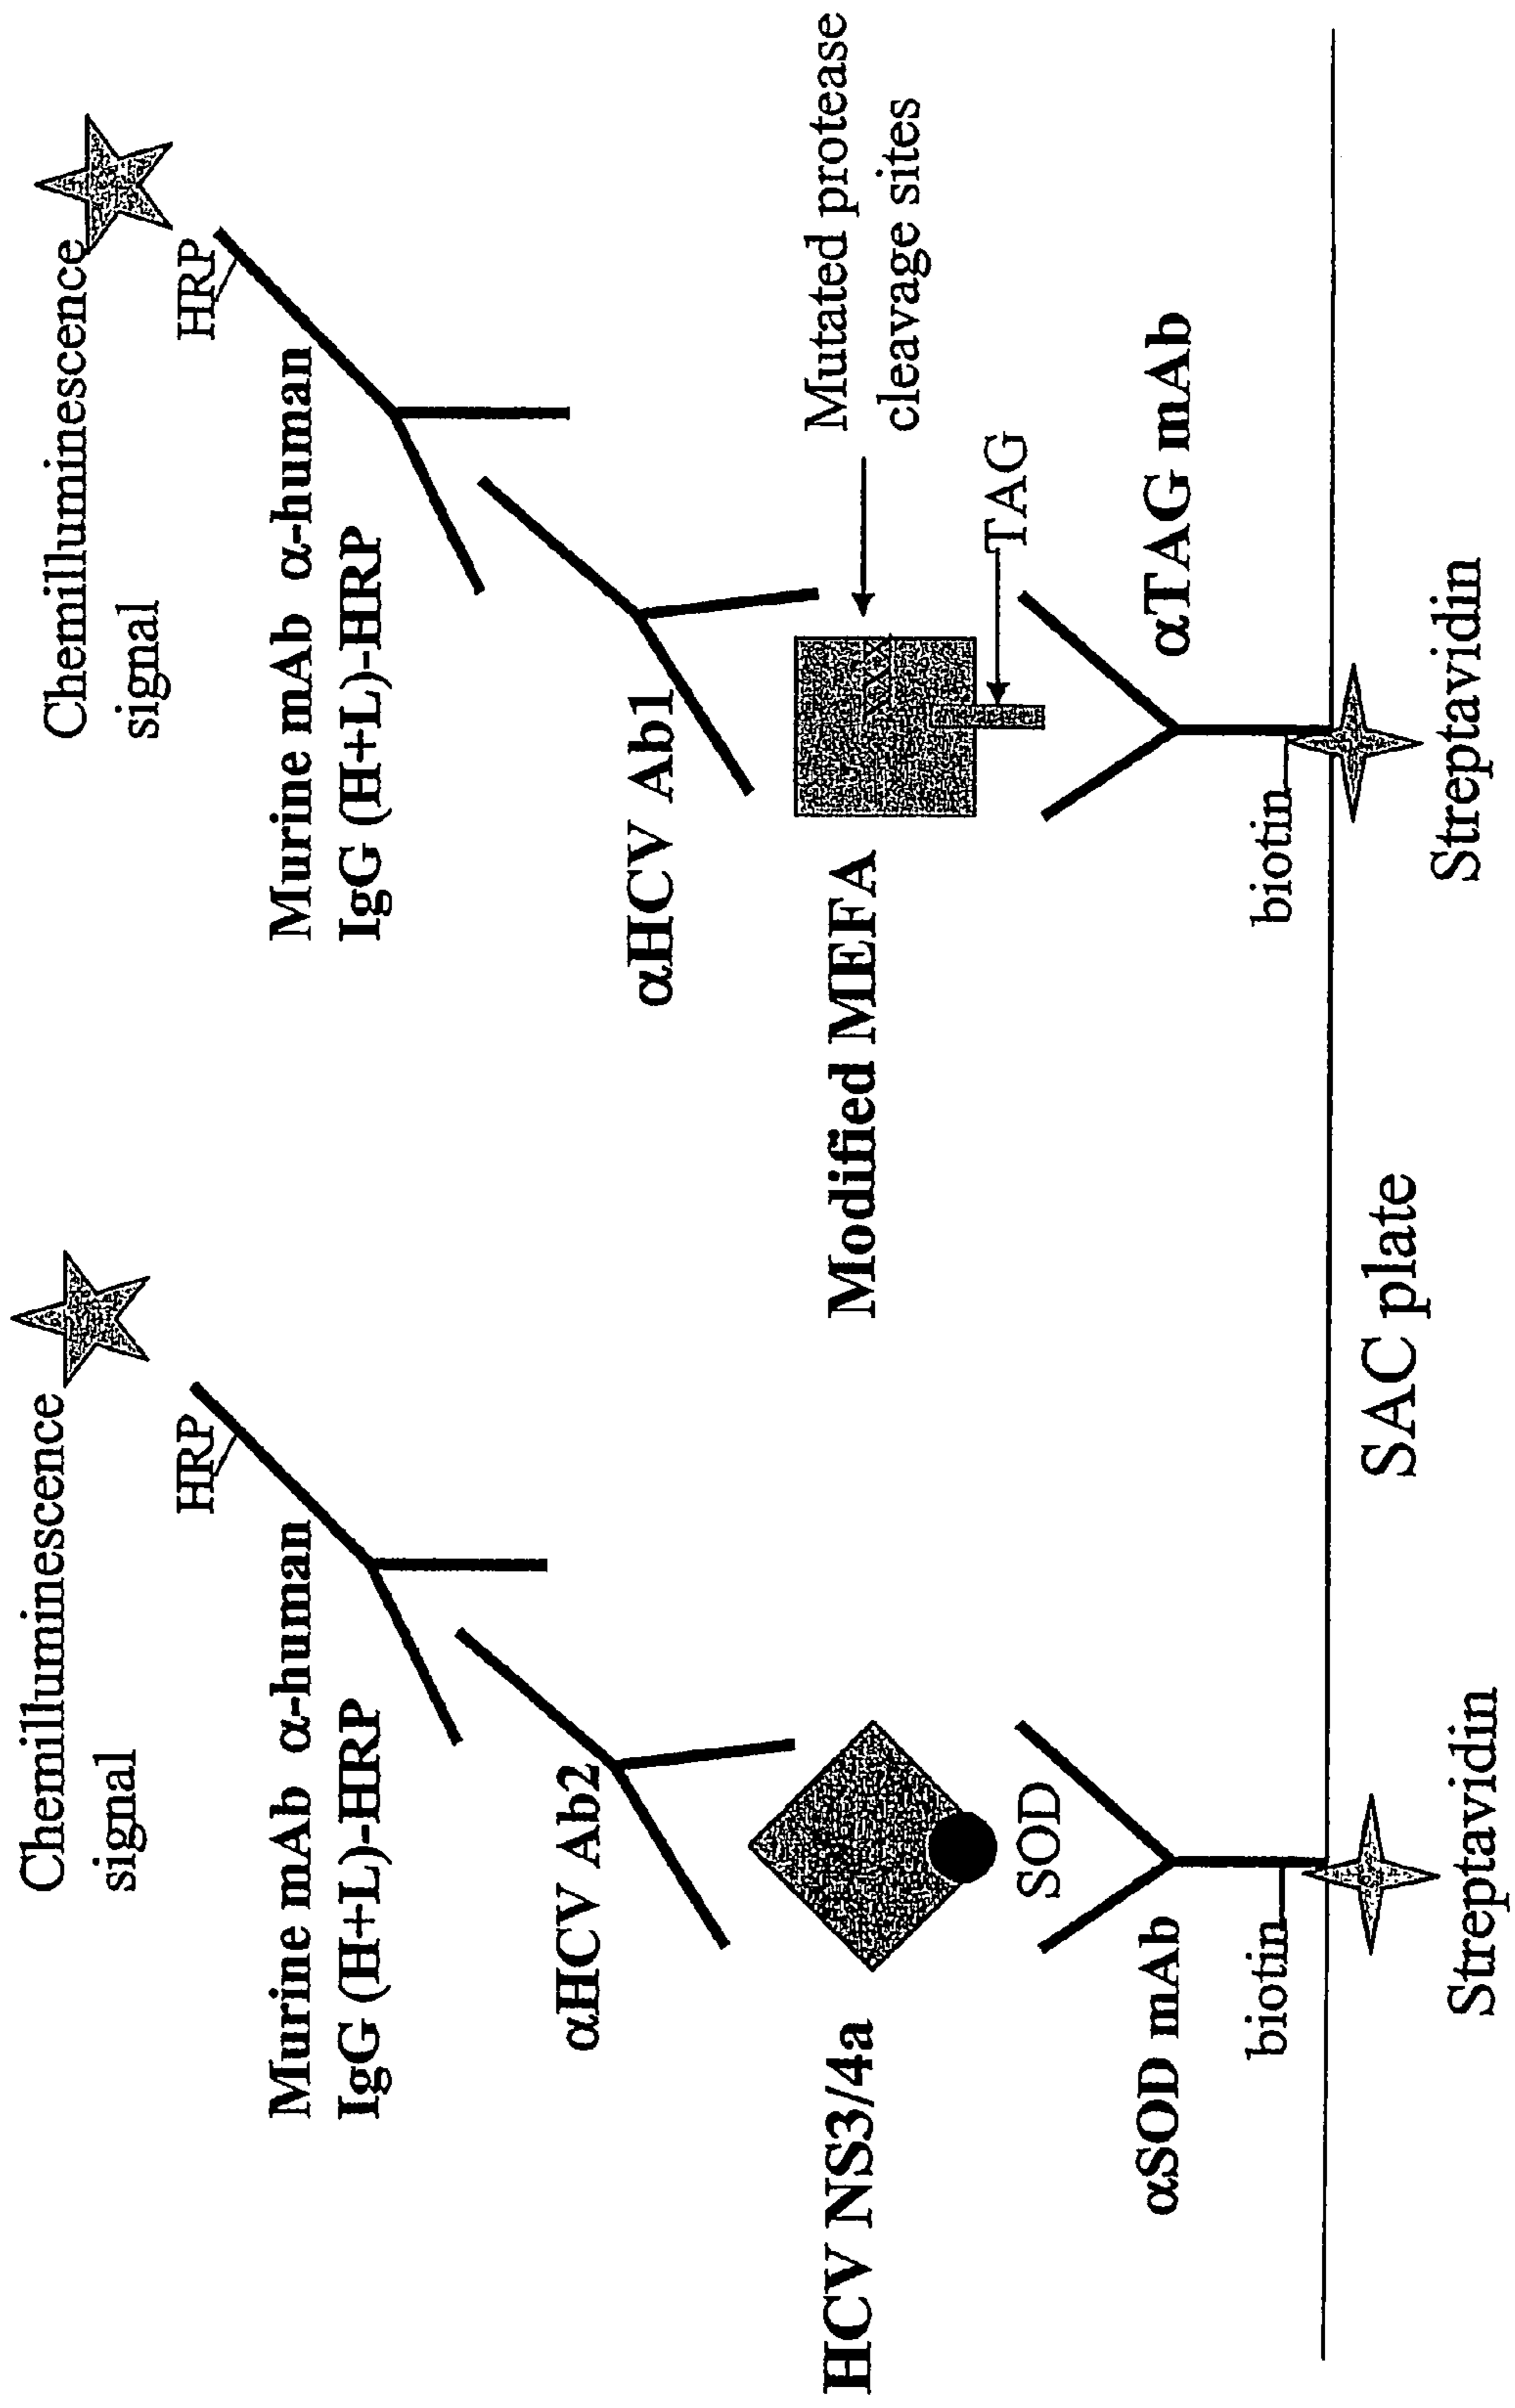 Chemilluminescence
signal
HRP
Murine mAb α-human
IgG (H+L)-HRP
αHCV Ab2
HCV NS3/4a
SOD
αSOD mAb
biotin
Streptavidin
SAC plate
Chemilluminescence
signal
HRP
Murine mAb α-human
IgG (H+L)-HRP
αHCV Ab1
Modified MEFA
xxx
Mutated protease
cleavage sites
TAG
αTAG mAb
biotin
Streptavidin